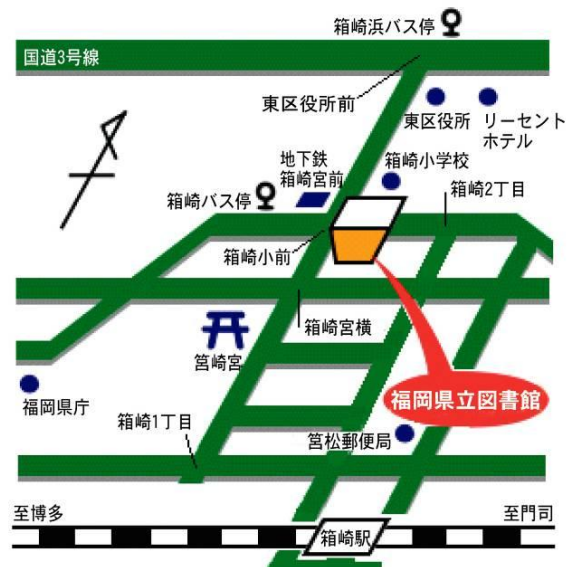 箱崎浜バス停
国道3号線
東区役所前
東区役所
リーセント
ホテル
地下鉄
箱崎宮前
箱崎小学校
箱崎バス停
箱崎2丁目
箱崎小前
箱崎宮横
筥崎宮
福岡県立図書館
福岡県庁
箱崎1丁目
筥松郵便局
至博多
至門司
箱崎駅